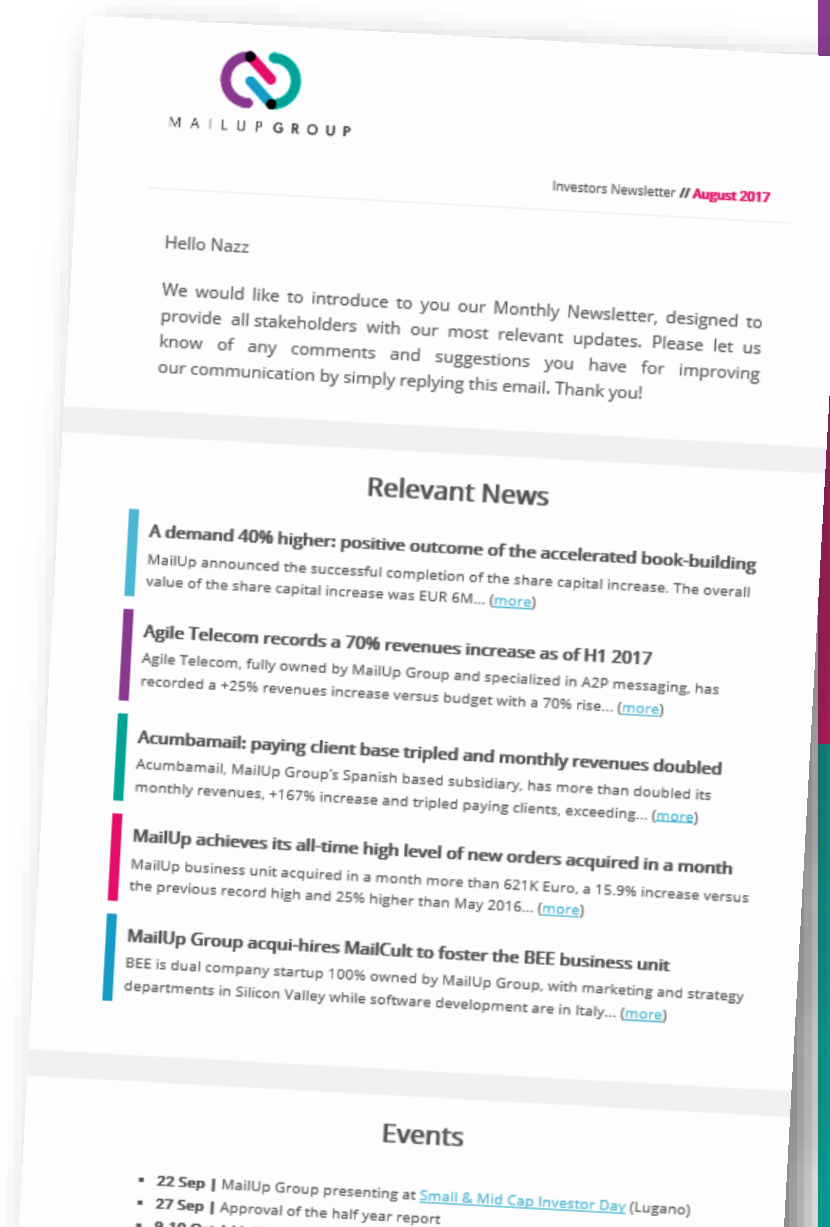 MAILUPGROUP
Investors Newsletter // August 2017
Hello Nazz
We would like to introduce to you our Monthly Newsletter, designed to
provide all stakeholders with our most relevant updates. Please let us
know of any comments and suggestions you have for improving
our communication by simply replying this email. Thank you!
Relevant News
A demand 40% higher: positive outcome of the accelerated book-building
MailUp announced the successful completion of the share capital increase. The overall
value of the share capital increase was EUR 6M... (more)
Agile Telecom records a 70% revenues increase as of H1 2017
Agile Telecom, fully owned by MailUp Group and specialized in A2P messaging, has
recorded a +25% revenues increase versus budget with a 70% rise... (more)
Acumbamail: paying client base tripled and monthly revenues doubled
Acumbamail, MailUp Group's Spanish based subsidiary, has more than doubled its
monthly revenues, +167% increase and tripled paying clients, exceeding... (more)
MailUp achieves its all-time high level of new orders acquired in a month
MailUp business unit acquired in a month more than 621K Euro, a 15.9% increase versus
the previous record high and 25% higher than May 2016... (more)
MailUp Group acqui-hires MailCult to foster the BEE business unit
BEE is dual company startup 100% owned by MailUp Group, with marketing and strategy
departments in Silicon Valley while software development are in Italy... (more)
Events
▪ 22 Sep | MailUp Group presenting at Small & Mid Cap Investor Day (Lugano)
▪ 27 Sep | Approval of the half year report